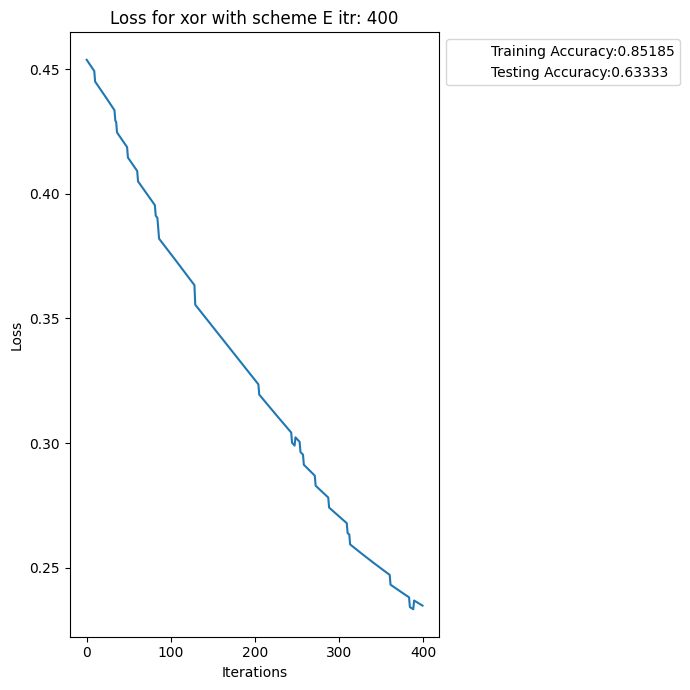 Loss for xor with scheme E itr: 400
Training Accuracy:0.85185
Testing Accuracy:0.63333
0.45
0.40
0.35
0.30
0.25
Loss
0
100
200
300
400
Iterations